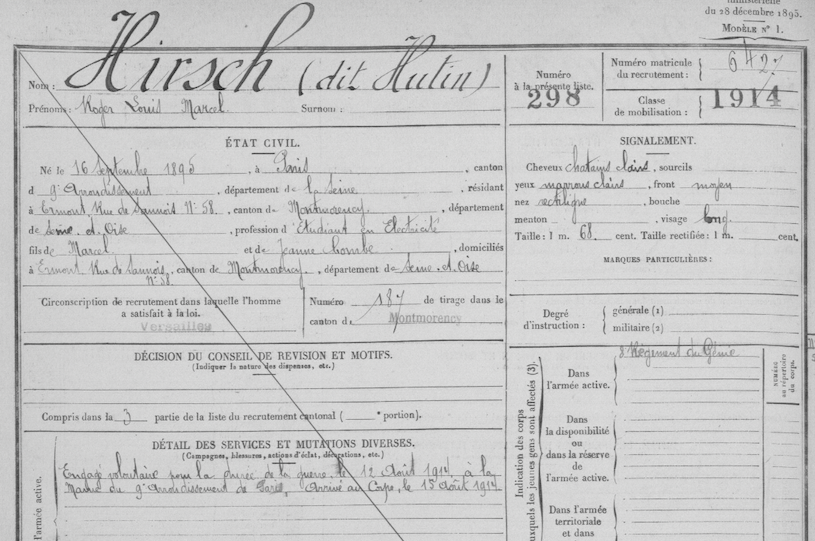 ministérielle
du 28 décembre 1895.
MODÈLE N° 1.
Nom : Hirsch (dit Hutin)
Prénoms : Roger Louis Marcel Surnom :
Numéro
à la présente liste.
298
Numéro matricule
du recrutement : 642
Classe
de mobilisation : 1914
ÉTAT CIVIL.
Né le 16 Septembre 1895, à Paris, canton
d 9e Arrondissement, département de la Seine, résidant
à Ermont Rue de Sannois N° 58, canton de Montmorency, département
de Seine et Oise, profession d'Etudiant en Electricité
fils de Marcel et de Jeanne, domiciliés
à Ermont Rue de Sannois N° 58, canton de Montmorency, département de Seine et Oise
SIGNALEMENT.
Cheveux chatains clairs, sourcils
yeux marrons clairs, front moyen
nez rectiligne, bouche
menton , visage long
Taille : 1 m. 68 cent. Taille rectifiée : 1 m. cent.
MARQUES PARTICULIÈRES :
Circonscription de recrutement dans laquelle l'homme
a satisfait à la loi.
Versailles
Numéro 187 de tirage dans le
canton d Montmorency
Degré
d'instruction :
générale (1)
militaire (2)
DÉCISION DU CONSEIL DE REVISION ET MOTIFS.
(Indiquer la nature des dispenses, etc.)
Compris dans la 3 partie de la liste du recrutement cantonal ( e portion).
DÉTAIL DES SERVICES ET MUTATIONS DIVERSES.
(Campagnes, blessures, actions d'éclat, décorations, etc.)
Engagé volontaire pour la durée de la guerre, le 12 Août 1914, à la
Mairie du 9e Arrondissement de Paris, Arrivé au Corps, le 15 Août 1914
l'armée active.
Indication des corps
auxquels les jeunes gens sont affectés (3).
Dans
l'armée active.
Régiment du Génie
NUMÉRO
au répertoire
du corps.
Dans
la disponibilité
ou
dans la réserve
de
l'armée active.
Dans l'armée
territoriale
et dans